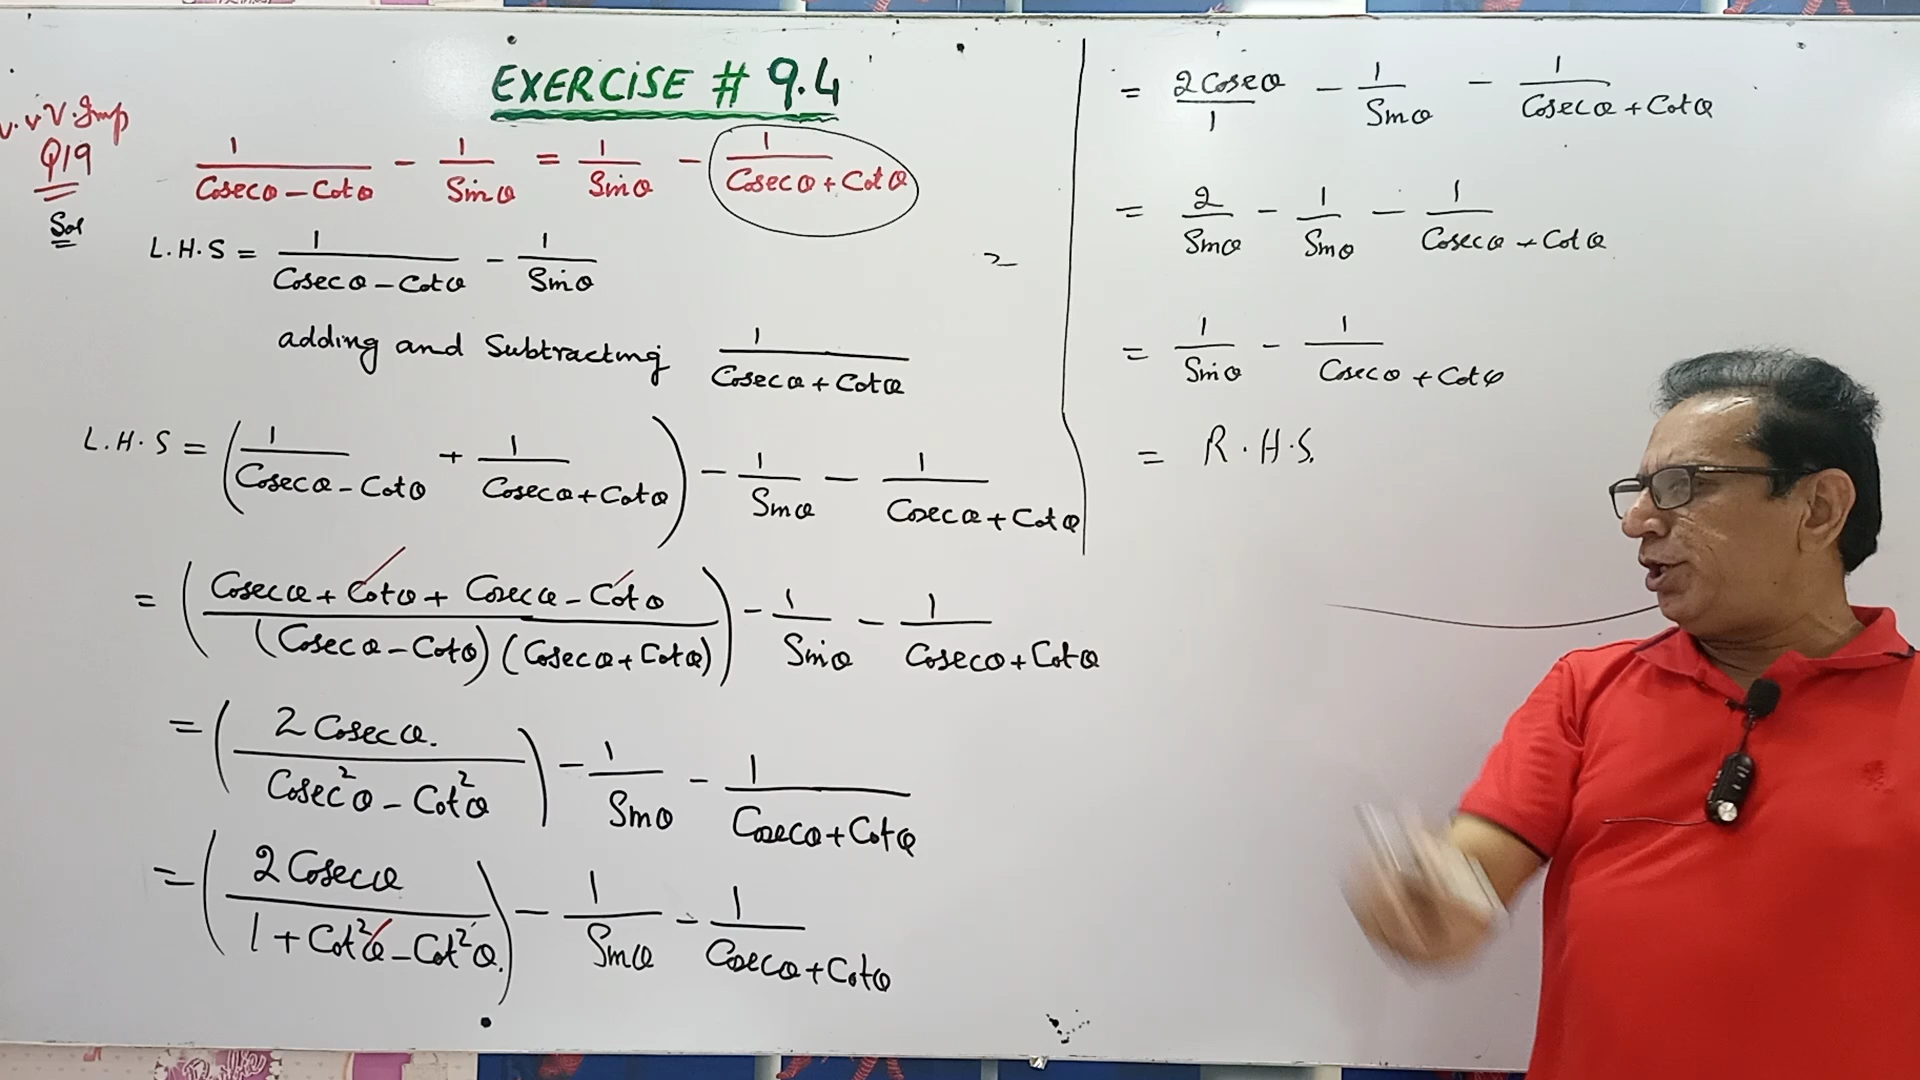 EXERCISE # 9.4
V.V.V.Imp
Q19
1/(Cosecθ - Cotθ) - 1/Sinθ = 1/Sinθ - 1/(Cosecθ + Cotθ)
Sol
L.H.S = 1/(Cosecθ - Cotθ) - 1/Sinθ
adding and Subtracting 1/(Cosecθ + Cotθ)
L.H.S = (1/(Cosecθ - Cotθ) + 1/(Cosecθ + Cotθ)) - 1/Sinθ - 1/(Cosecθ + Cotθ)
= ((Cosecθ + Cotθ + Cosecθ - Cotθ)/((Cosecθ - Cotθ)(Cosecθ + Cotθ))) - 1/Sinθ - 1/(Cosecθ + Cotθ)
= (2Cosecθ/(Cosec²θ - Cot²θ)) - 1/Sinθ - 1/(Cosecθ + Cotθ)
= (2Cosecθ/(1 + Cot²θ - Cot²θ)) - 1/Sinθ - 1/(Cosecθ + Cotθ)
= 2Cosecθ/1 - 1/Sinθ - 1/(Cosecθ + Cotθ)
= 2/Sinθ - 1/Sinθ - 1/(Cosecθ + Cotθ)
= 1/Sinθ - 1/(Cosecθ + Cotθ)
= R.H.S.